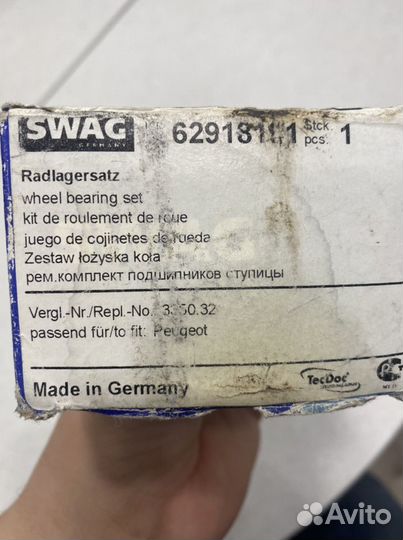 SWAG
GERMANY
Stck.
pcs. 1
Radlagersatz
wheel bearing set
kit de roulement de roue
juego de cojinetes de rueda
Zestaw łożyska koła
рем.комплект подшипников ступицы
Vergl.-Nr./Repl.-No.
passend für/to fit: Peugeot
Made in Germany
TecDoc
Avito